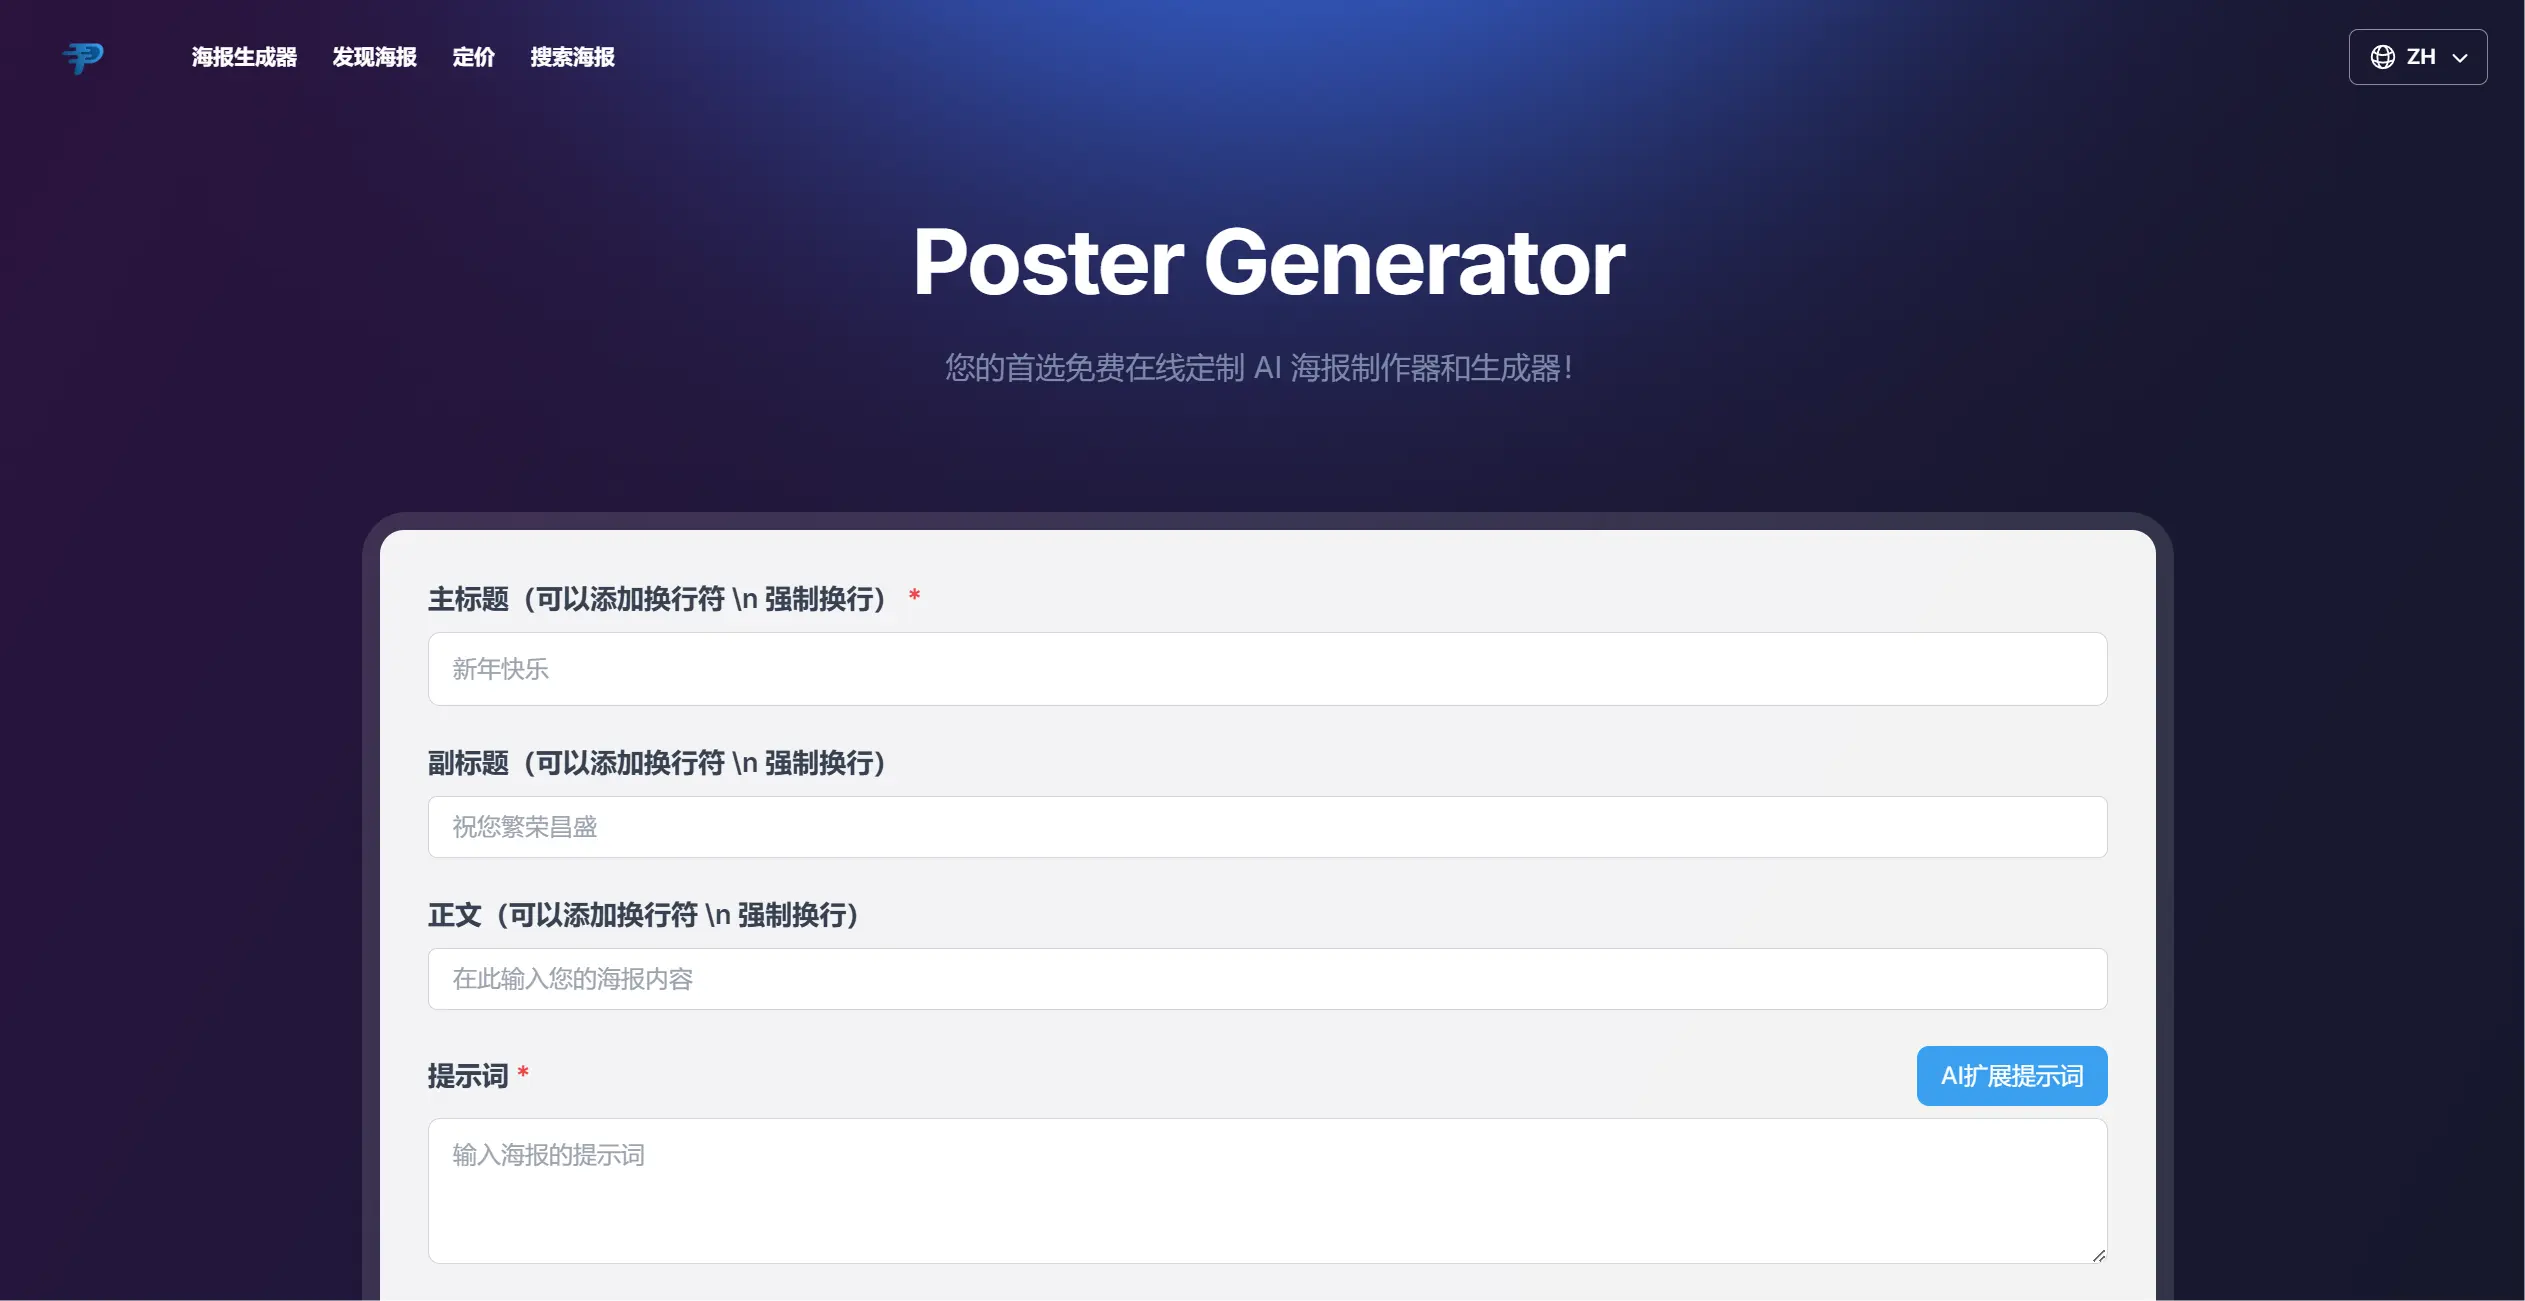 海报生成器 发现海报 定价 搜索海报 ZH
Poster Generator
您的首选免费在线定制 AI 海报制作器和生成器！
主标题（可以添加换行符 \n 强制换行） *
新年快乐
副标题（可以添加换行符 \n 强制换行）
祝您繁荣昌盛
正文（可以添加换行符 \n 强制换行）
在此输入您的海报内容
提示词 * AI扩展提示词
输入海报的提示词